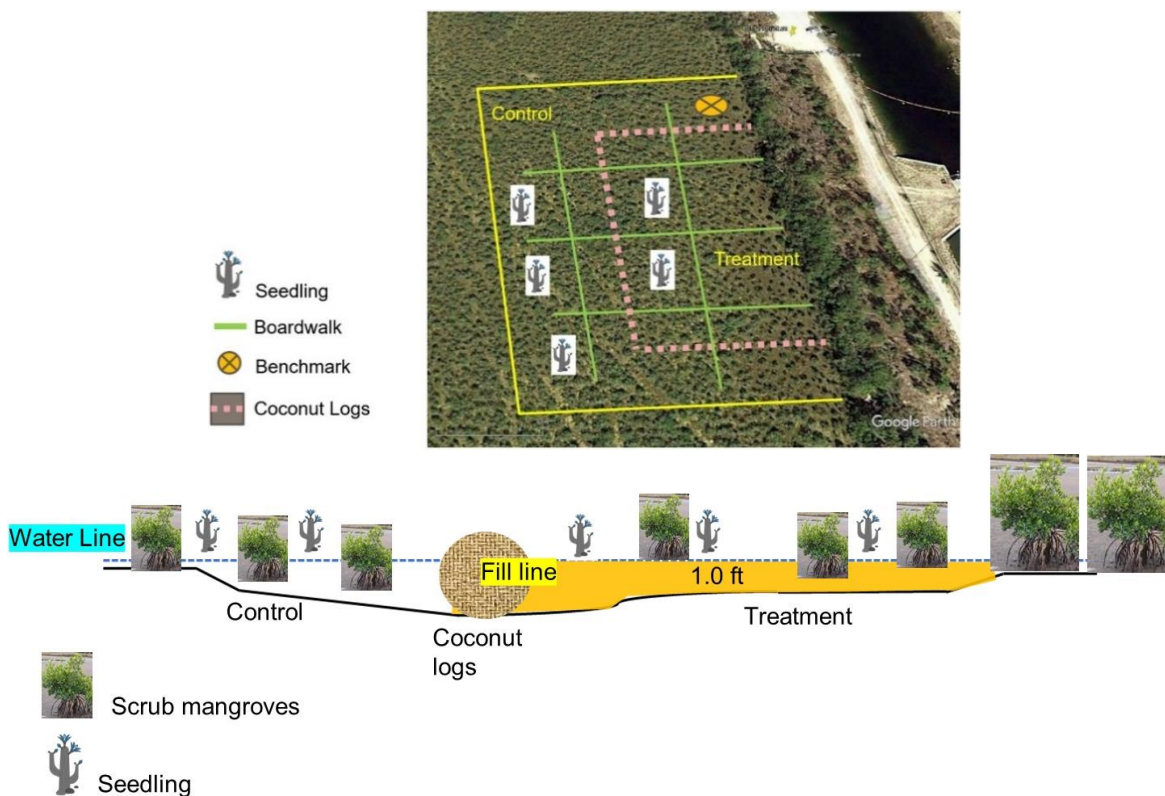 Control
Treatment
Google Earth
Seedling
Boardwalk
Benchmark
Coconut Logs
Water Line
Fill line
1.0 ft
Control
Treatment
Coconut
logs
Scrub mangroves
Seedling